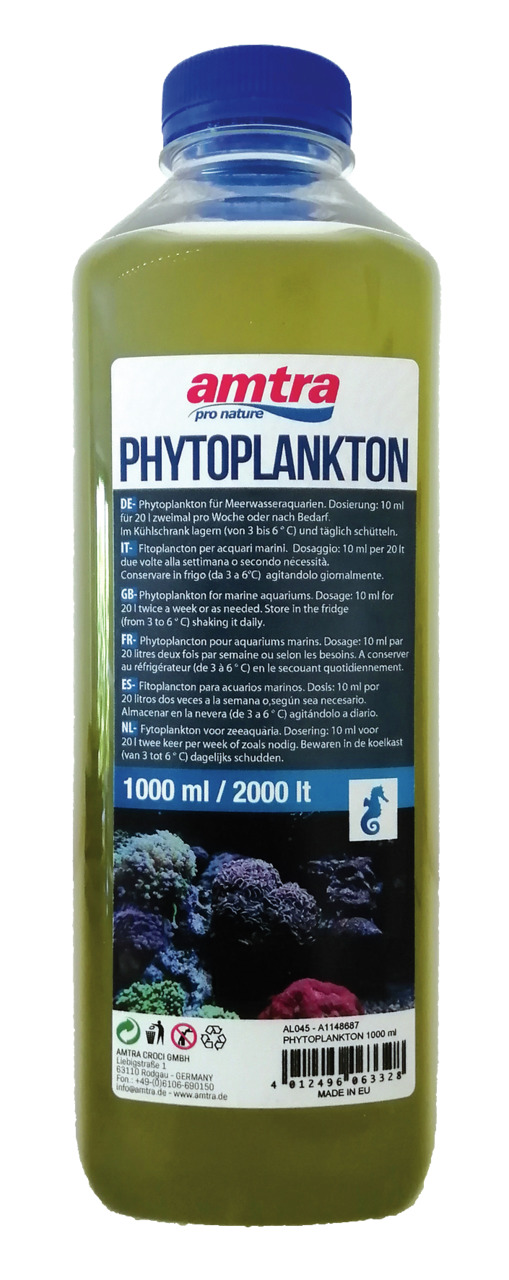 amtra
pro nature
PHYTOPLANKTON
DE- Phytoplankton für Meerwasseraquarien. Dosierung: 10 ml
für 20 l zweimal pro Woche oder nach Bedarf.
Im Kühlschrank lagern (von 3 bis 6 ° C) und täglich schütteln.
IT- Fitoplancton per acquari marini. Dosaggio: 10 ml per 20 lt
due volte alla settimana o secondo nécessità.
Conservare in frigo (da 3 a 6°C) agitandolo giornalmente.
GB- Phytoplankton for marine aquariums. Dosage: 10 ml for
20 l twice a week or as needed. Store in the fridge
(from 3 to 6 ° C) shaking it daily.
FR- Phytoplancton pour aquariums marins. Dosage: 10 ml par
20 litres deux fois par semaine ou selon les besoins. A conserver
au réfrigérateur (de 3 à 6 ° C) en le secouant quotidiennement.
ES- Fitoplancton para acuarios marinos. Dosis: 10 ml por
20 litros dos veces a la semana o,según sea necesario.
Almacenar en la nevera (de 3 a 6 ° C) agitándolo a diario.
NL- Fytoplankton voor zeeaquaria. Dosering: 10 ml voor
20 l twee keer per week of zoals nodig. Bewaren in de koelkast
(van 3 tot 6 ° C) dagelijks schudden.
1000 ml / 2000 lt
AL045 - A1148687
PHYTOPLANKTON 1000 ml
AMTRA CROCI GMBH
Liebigstraße 1
63110 Rodgau - GERMANY
Fon : +49-(0)6106-690150
info@amtra.de - www.amtra.de
4 012496 063328
MADE IN EU